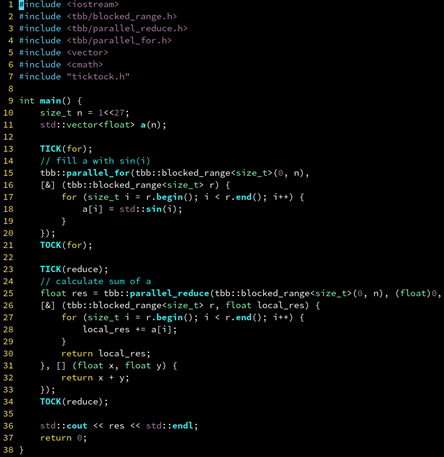 1 #include <iostream>
2 #include <tbb/blocked_range.h>
3 #include <tbb/parallel_reduce.h>
4 #include <tbb/parallel_for.h>
5 #include <vector>
6 #include <cmath>
7 #include "ticktock.h"
8
9 int main() {
10     size_t n = 1<<27;
11     std::vector<float> a(n);
12
13     TICK(for);
14     // fill a with sin(i)
15     tbb::parallel_for(tbb::blocked_range<size_t>(0, n),
16     [&] (tbb::blocked_range<size_t> r) {
17         for (size_t i = r.begin(); i < r.end(); i++) {
18             a[i] = std::sin(i);
19         }
20     });
21     TOCK(for);
22
23     TICK(reduce);
24     // calculate sum of a
25     float res = tbb::parallel_reduce(tbb::blocked_range<size_t>(0, n), (float)0,
26     [&] (tbb::blocked_range<size_t> r, float local_res) {
27         for (size_t i = r.begin(); i < r.end(); i++) {
28             local_res += a[i];
29         }
30         return local_res;
31     }, [] (float x, float y) {
32         return x + y;
33     });
34     TOCK(reduce);
35
36     std::cout << res << std::endl;
37     return 0;
38 }